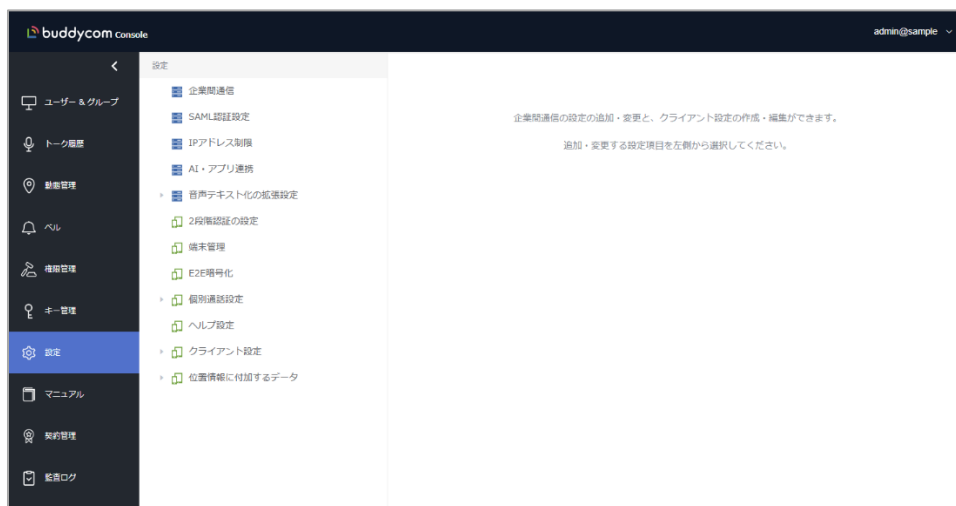 buddycom Console
admin@sample
ユーザー & グループ
トーク履歴
動態管理
ベル
権限管理
キー管理
設定
マニュアル
契約管理
監査ログ
設定
企業間通信
SAML認証設定
IPアドレス制限
AI・アプリ連携
音声テキスト化の拡張設定
2段階認証の設定
端末管理
E2E暗号化
個別通話設定
ヘルプ設定
クライアント設定
位置情報に付加するデータ
企業間通信の設定の追加・変更と、クライアント設定の作成・編集ができます。
追加・変更する設定項目を左側から選択してください。